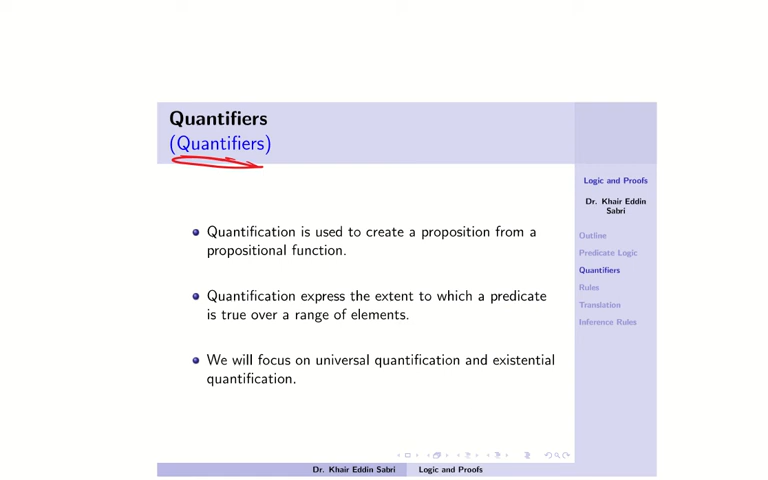 Quantifiers
(Quantifiers)
Quantification is used to create a proposition from a
propositional function.
Quantification express the extent to which a predicate
is true over a range of elements.
We will focus on universal quantification and existential
quantification.
Logic and Proofs
Dr. Khair Eddin
Sabri
Outline
Predicate Logic
Quantifiers
Rules
Translation
Inference Rules
Dr. Khair Eddin Sabri Logic and Proofs